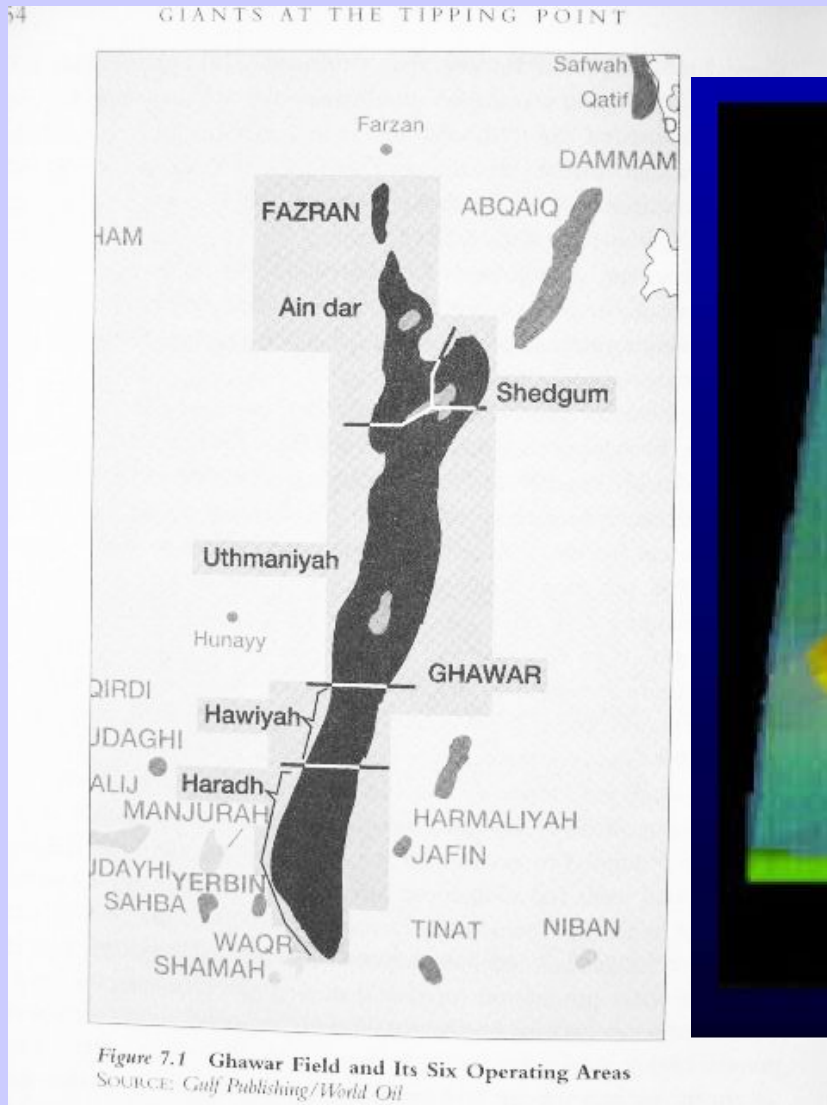 54
GIANTS AT THE TIPPING POINT
Safwah
Qatif
Farzan
DAMMAM
FAZRAN
ABQAIQ
HAM
Ain dar
Shedgum
Uthmaniyah
Hunayy
GHAWAR
QIRDI
Hawiyah
UDAGHI
ALIJ
Haradh
MANJURAH
HARMALIYAH
JAFIN
UDAYHI
YERBIN
SAHBA
WAQR
TINAT
NIBAN
SHAMAH
Figure 7.1 Ghawar Field and Its Six Operating Areas
SOURCE: Gulf Publishing/World Oil